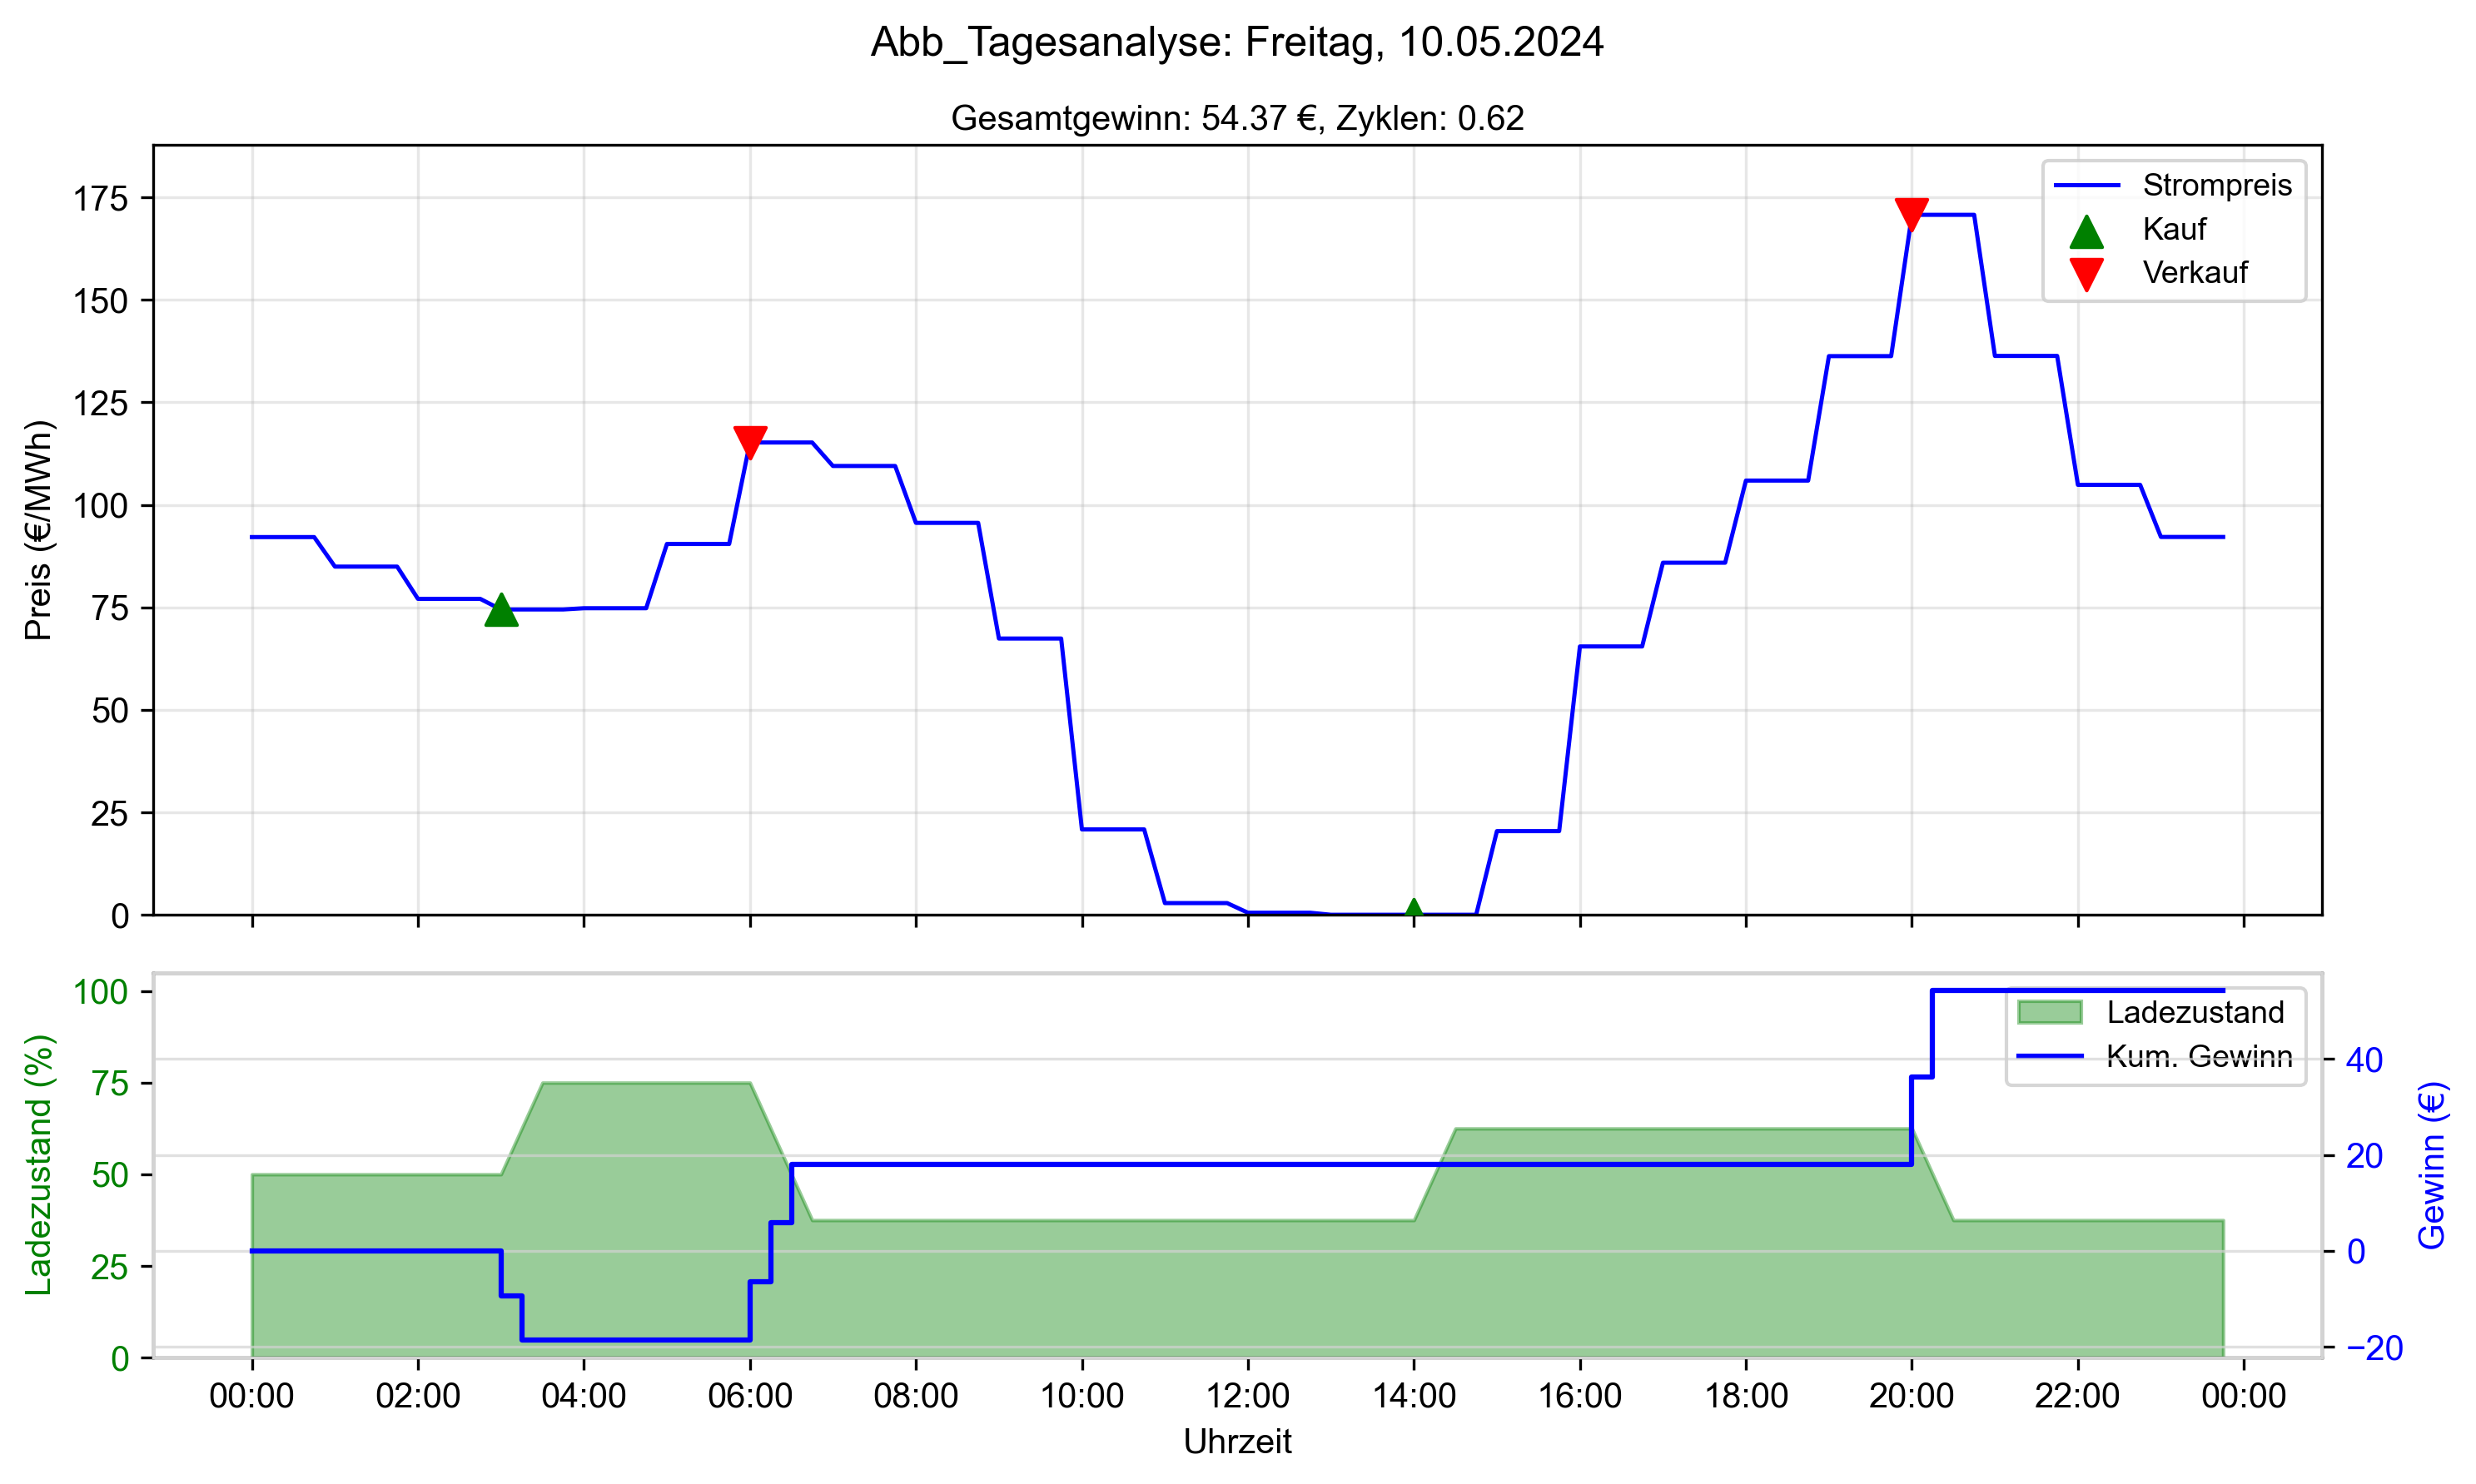 Abb_Tagesanalyse: Freitag, 10.05.2024
Gesamtgewinn: 54.37 €, Zyklen: 0.62
Preis (€/MWh)
175
150
125
100
75
50
25
0
Strompreis
Kauf
Verkauf
Ladezustand (%)
100
75
50
25
0
Ladezustand
Kum. Gewinn
40
20
0
−20
Gewinn (€)
00:00 02:00 04:00 06:00 08:00 10:00 12:00 14:00 16:00 18:00 20:00 22:00 00:00
Uhrzeit